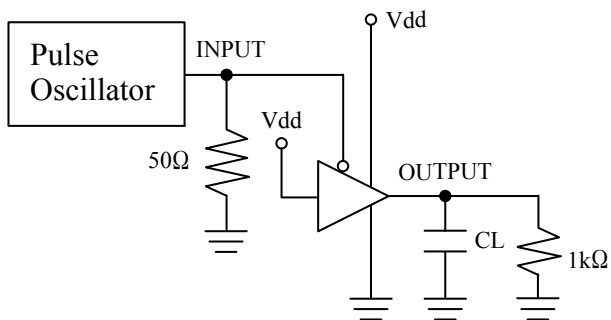 Vdd
Pulse
Oscillator
INPUT
Vdd
50Ω
OUTPUT
CL
1kΩ